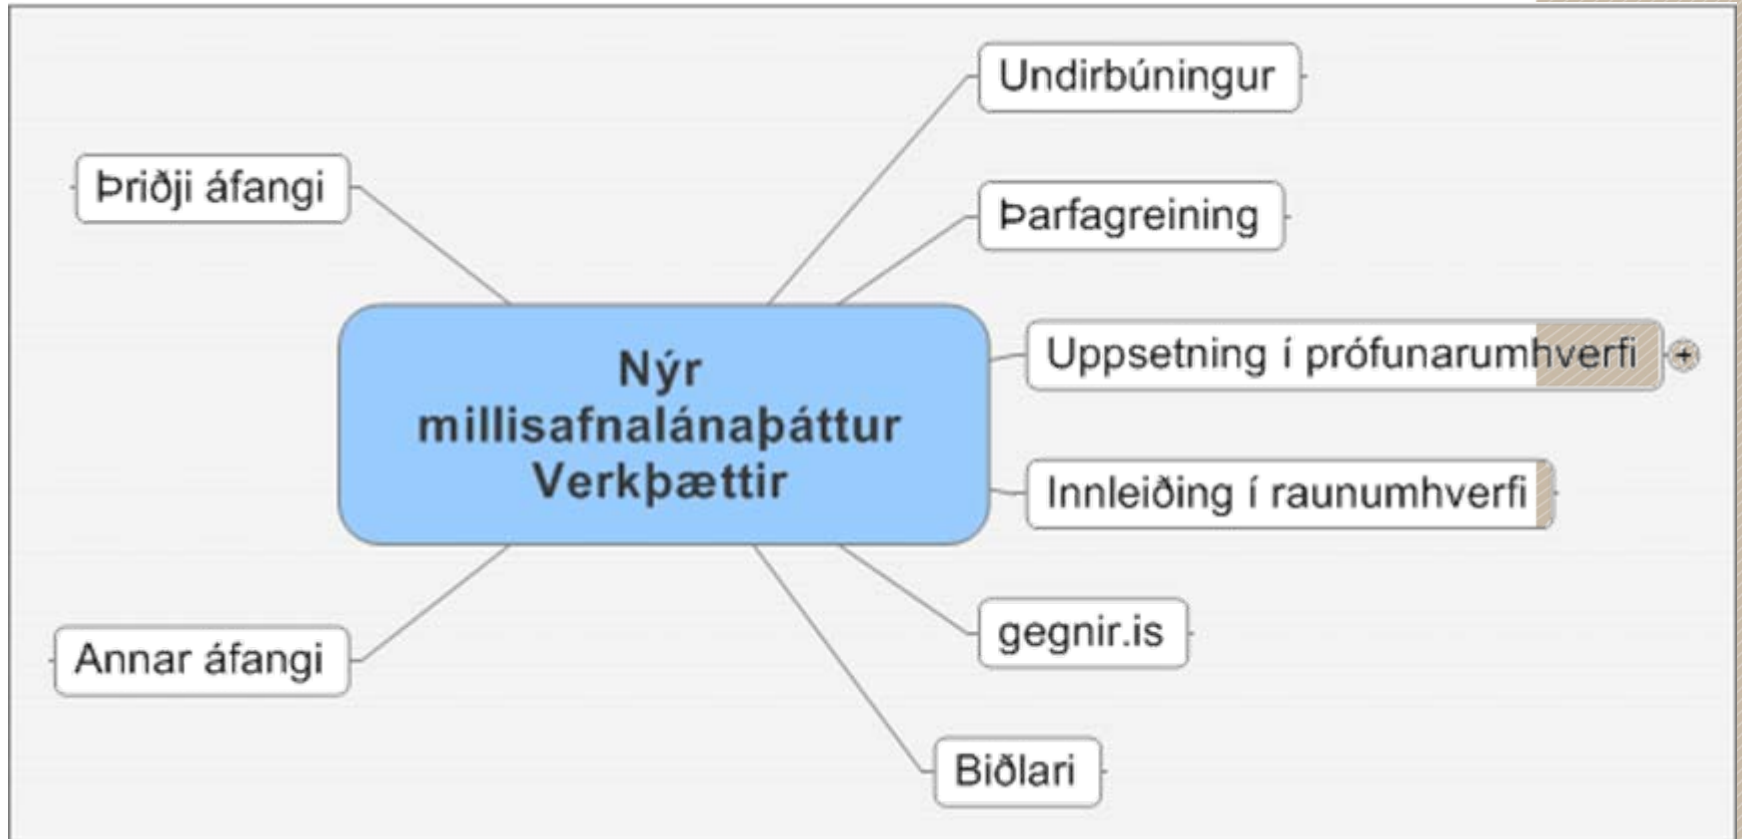 Nýr
millisafnalánaþáttur
Verkþættir
Undirbúningur
Þarfagreining
Uppsetning í prófunarumhverfi
Innleiðing í raunumhverfi
gegnir.is
Biðlari
Annar áfangi
Þriðji áfangi